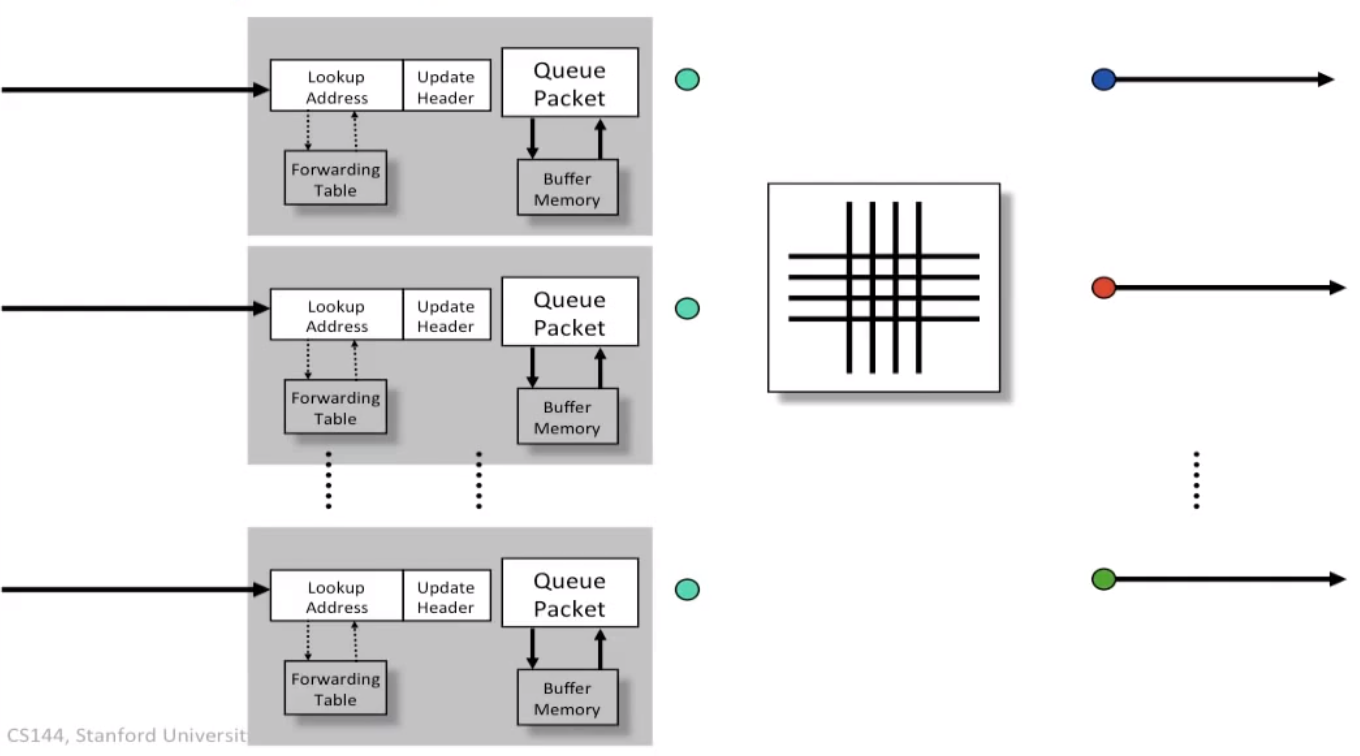 Lookup
Address
Update
Header
Queue
Packet
Forwarding
Table
Buffer
Memory
Lookup
Address
Update
Header
Queue
Packet
Forwarding
Table
Buffer
Memory
Lookup
Address
Update
Header
Queue
Packet
Forwarding
Table
Buffer
Memory
CS144, Stanford Universit